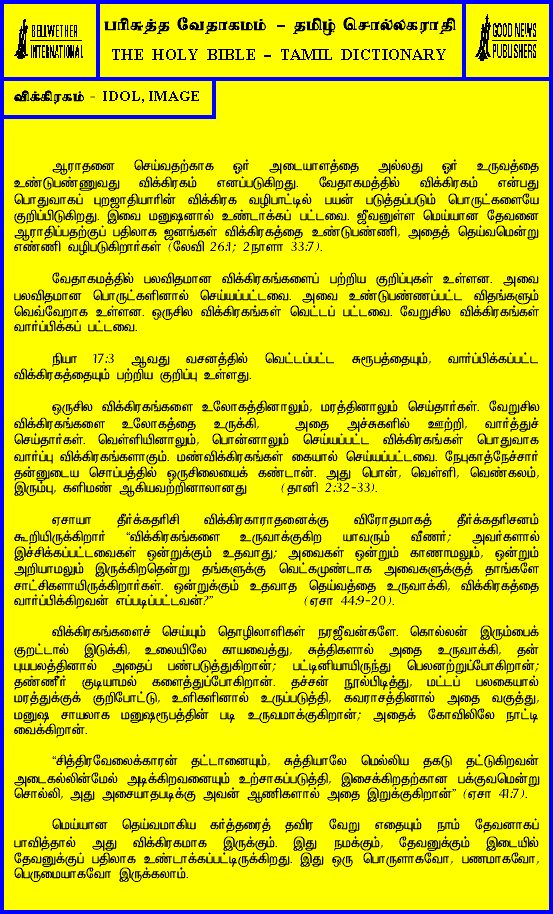 BELLWETHER
INTERNATIONAL
பரிசுத்த வேதாகமம் – தமிழ் சொல்லகராதி
THE HOLY BIBLE – TAMIL DICTIONARY
GOOD NEWS
PUBLISHERS
விக்கிரகம் - IDOL, IMAGE
ஆராதனை செய்வதற்காக ஓர் அடையாளத்தை அல்லது ஓர் உருவத்தை
உண்டுபண்ணுவது விக்கிரகம் எனப்படுகிறது. வேதாகமத்தில் விக்கிரகம் என்பது
பொதுவாகப் புறஜாதியாரின் விக்கிரக வழிபாட்டில் பயன் படுத்தப்படும் பொருட்களையே
குறிப்பிடுகிறது. இவை மனுஷனால் உண்டாக்கப் பட்டவை. ஜீவனுள்ள மெய்யான தேவனை
ஆராதிப்பதற்குப் பதிலாக ஜனங்கள் விக்கிரகத்தை உண்டுபண்ணி, அதைத் தெய்வமென்று
எண்ணி வழிபடுகிறார்கள் (லேவி 26:1; 2நாளா 33:7).
வேதாகமத்தில் பலவிதமான விக்கிரகங்களைப் பற்றிய குறிப்புகள் உள்ளன. அவை
பலவிதமான பொருட்களினால் செய்யப்பட்டவை. அவை உண்டுபண்ணப்பட்ட விதங்களும்
வெவ்வேறாக உள்ளன. ஒருசில விக்கிரகங்கள் வெட்டப் பட்டவை. வேறுசில விக்கிரகங்கள்
வார்ப்பிக்கப் பட்டவை.
நியா 17:3 ஆவது வசனத்தில் வெட்டப்பட்ட சுரூபத்தையும், வார்ப்பிக்கப்பட்ட
விக்கிரகத்தையும் பற்றிய குறிப்பு உள்ளது.
ஒருசில விக்கிரகங்களை உலோகத்தினாலும், மரத்தினாலும் செய்தார்கள். வேறுசில
விக்கிரகங்களை உலோகத்தை உருக்கி, அதை அச்சுகளில் ஊற்றி, வார்த்துச்
செய்தார்கள். வெள்ளியினாலும், பொன்னாலும் செய்யப்பட்ட விக்கிரகங்கள் பொதுவாக
வார்ப்பு விக்கிரகங்களாகும். மண்விக்கிரகங்கள் கையால் செய்யப்பட்டவை. நேபுகாத்நேச்சார்
தன்னுடைய சொப்பத்தில் ஒருசிலையைக் கண்டான். அது பொன், வெள்ளி, வெண்கலம்,
இரும்பு, களிமண் ஆகியவற்றினாலானது (தானி 2:32-33).
ஏசாயா தீர்க்கதரிசி விக்கிரகாராதனைக்கு விரோதமாகத் தீர்க்கதரிசனம்
கூறியிருக்கிறார் “விக்கிரகங்களை உருவாக்குகிற யாவரும் வீணர்; அவர்களால்
இச்சிக்கப்பட்டவைகள் ஒன்றுக்கும் உதவாது; அவைகள் ஒன்றும் காணாமலும், ஒன்றும்
அறியாமலும் இருக்கிறதென்று தங்களுக்கு வெட்கமுண்டாக அவைகளுக்குத் தாங்களே
சாட்சிகளாயிருக்கிறார்கள். ஒன்றுக்கும் உதவாத தெய்வத்தை உருவாக்கி, விக்கிரகத்தை
வார்ப்பிக்கிறவன் எப்படிப்பட்டவன்?” (ஏசா 44:9-20).
விக்கிரகங்களைச் செய்யும் தொழிலாளிகள் நரஜீவன்களே. கொல்லன் இரும்பைக்
குறட்டால் இடுக்கி, உலையிலே காயவைத்து, சுத்திகளால் அதை உருவாக்கி, தன்
புயபலத்தினால் அதைப் பண்படுத்துகிறான்; பட்டினியாயிருந்து பெலனற்றுப்போகிறான்;
தண்ணீர் குடியாமல் களைத்துப்போகிறான். தச்சன் நூல்பிடித்து, மட்டப் பலகையால்
மரத்துக்குக் குறிபோட்டு, உளிகளினால் உருப்படுத்தி, கவராசத்தினால் அதை வகுத்து,
மனுஷ சாயலாக மனுஷரூபத்தின் படி உருவமாக்குகிறான்; அதைக் கோவிலிலே நாட்டி
வைக்கிறான்.
“சித்திரவேலைக்காரன் தட்டானையும், சுத்தியாலே மெல்லிய தகடு தட்டுகிறவன்
அடைகல்லின்மேல் அடிக்கிறவனையும் உற்சாகப்படுத்தி, இசைக்கிறதற்கான பக்குவமென்று
சொல்லி, அது அசையாதபடிக்கு அவன் ஆணிகளால் அதை இறுக்குகிறான்” (ஏசா 41:7).
மெய்யான தெய்வமாகிய கர்த்தரைத் தவிர வேறு எதையும் நாம் தேவனாகப்
பாவித்தால் அது விக்கிரகமாக இருக்கும். இது நமக்கும், தேவனுக்கும் இடையில்
தேவனுக்குப் பதிலாக உண்டாக்கப்பட்டிருக்கிறது. இது ஒரு பொருளாகவோ, பணமாகவோ,
பெருமையாகவோ இருக்கலாம்.